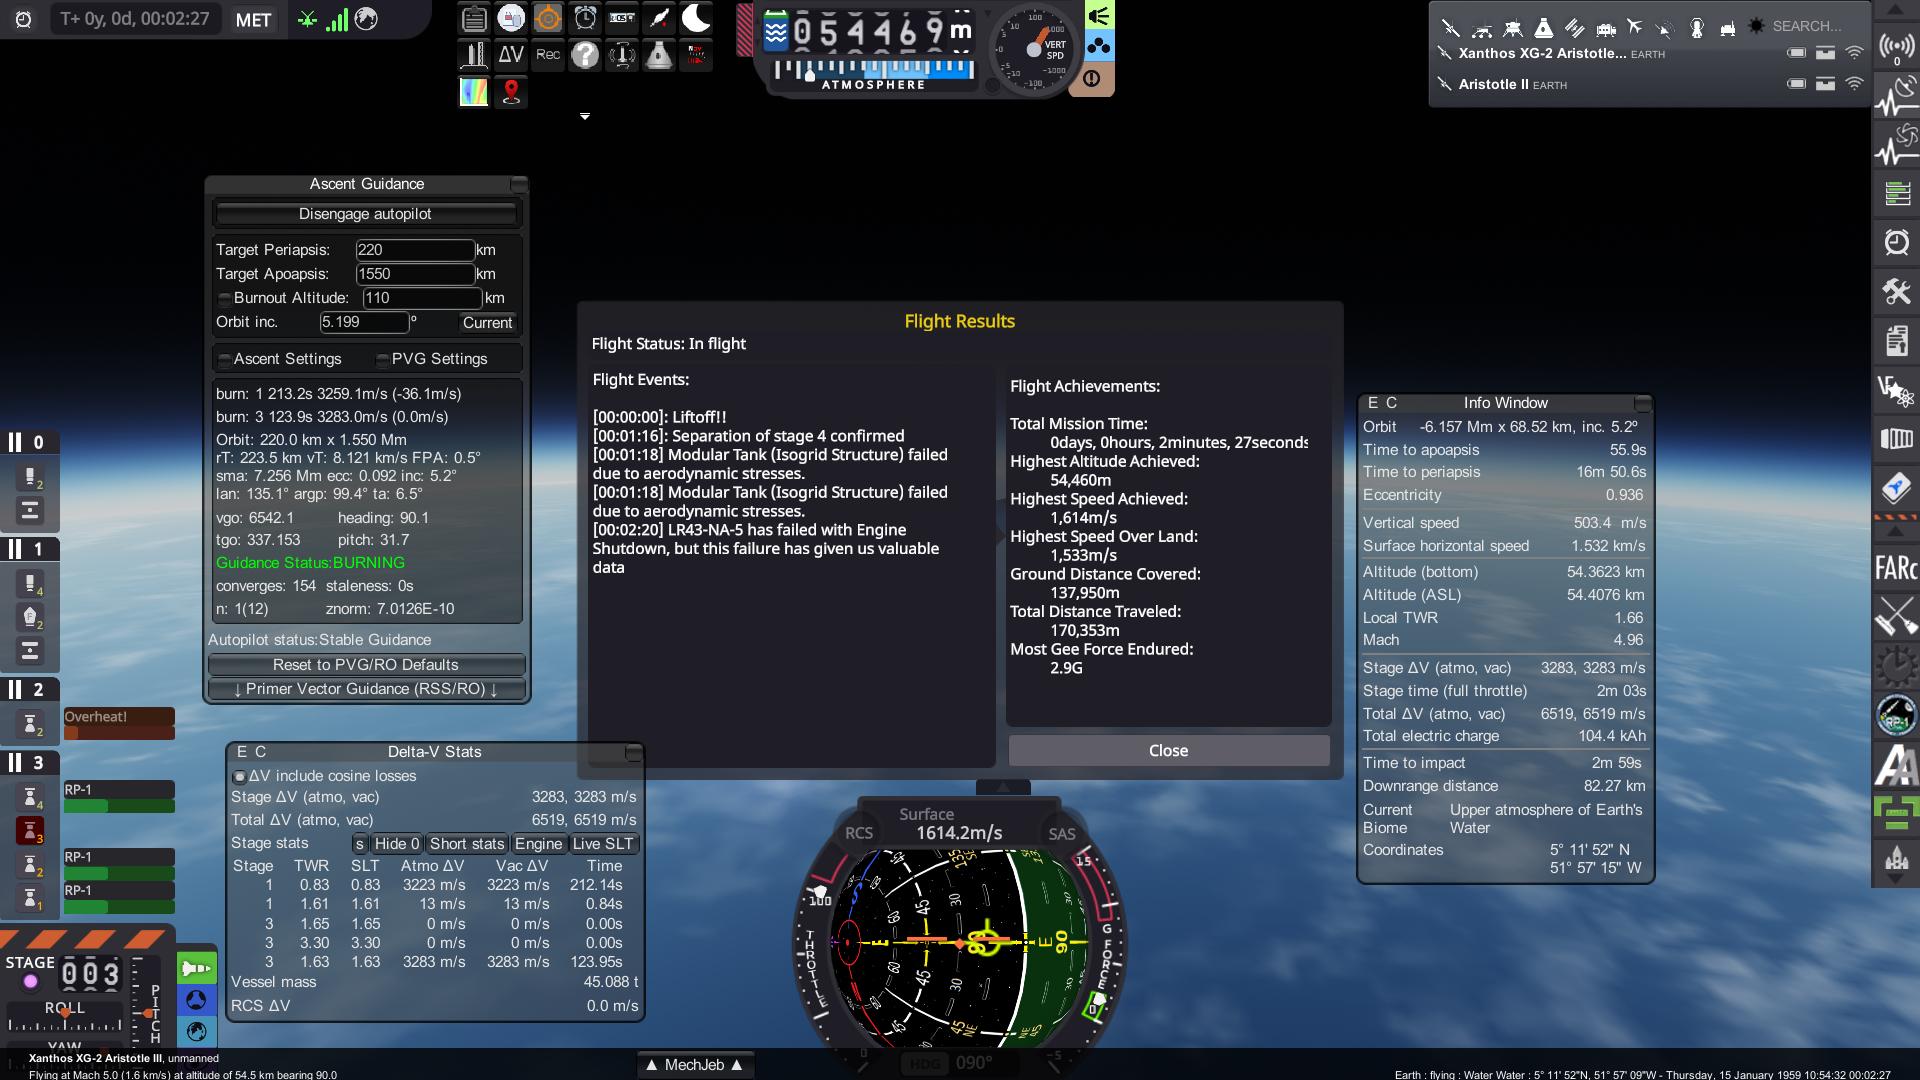 T+ 0y, 0d, 00:02:27
MET
ΔV
Rec
054469 m
ATMOSPHERE
VERT SPD
SEARCH...
Xanthos XG-2 Aristotle... EARTH
Aristotle II EARTH
0
Ascent Guidance
Disengage autopilot
Target Periapsis: 220 km
Target Apoapsis: 1550 km
Burnout Altitude: 110 km
Orbit inc. 5.199 º Current
Ascent Settings PVG Settings
burn: 1 213.2s 3259.1m/s (-36.1m/s)
burn: 3 123.9s 3283.0m/s (0.0m/s)
Orbit: 220.0 km x 1.550 Mm
rT: 223.5 km vT: 8.121 km/s FPA: 0.5°
sma: 7.256 Mm ecc: 0.092 inc: 5.2°
lan: 135.1° argp: 99.4° ta: 6.5°
vgo: 6542.1 heading: 90.1
tgo: 337.153 pitch: 31.7
Guidance Status:BURNING
converges: 154 staleness: 0s
n: 1(12) znorm: 7.0126E-10
Autopilot status:Stable Guidance
Reset to PVG/RO Defaults
↓ Primer Vector Guidance (RSS/RO) ↓
Flight Results
Flight Status: In flight
Flight Events:
[00:00:00]: Liftoff!!
[00:01:16]: Separation of stage 4 confirmed
[00:01:18] Modular Tank (Isogrid Structure) failed
due to aerodynamic stresses.
[00:01:18] Modular Tank (Isogrid Structure) failed
due to aerodynamic stresses.
[00:02:20] LR43-NA-5 has failed with Engine
Shutdown, but this failure has given us valuable
data
Flight Achievements:
Total Mission Time:
0days, 0hours, 2minutes, 27seconds
Highest Altitude Achieved:
54,460m
Highest Speed Achieved:
1,614m/s
Highest Speed Over Land:
1,533m/s
Ground Distance Covered:
137,950m
Total Distance Traveled:
170,353m
Most Gee Force Endured:
2.9G
Close
E C Info Window
Orbit -6.157 Mm x 68.52 km, inc. 5.2º
Time to apoapsis 55.9s
Time to periapsis 16m 50.6s
Eccentricity 0.936
Vertical speed 503.4 m/s
Surface horizontal speed 1.532 km/s
Altitude (bottom) 54.3623 km
Altitude (ASL) 54.4076 km
Local TWR 1.66
Mach 4.96
Stage ΔV (atmo, vac) 3283, 3283 m/s
Stage time (full throttle) 2m 03s
Total ΔV (atmo, vac) 6519, 6519 m/s
Total electric charge 104.4 kAh
Time to impact 2m 59s
Downrange distance 82.27 km
Current Biome Upper atmosphere of Earth's Water
Coordinates 5° 11' 52" N
51° 57' 15" W
FARc
RP-1
0
2
1
4
2
2
2
Overheat!
3
RP-1
4
3
RP-1
2
RP-1
1
E C Delta-V Stats
ΔV include cosine losses
Stage ΔV (atmo, vac) 3283, 3283 m/s
Total ΔV (atmo, vac) 6519, 6519 m/s
Stage stats s Hide 0 Short stats Engine Live SLT
Stage TWR SLT Atmo ΔV Vac ΔV Time
1 0.83 0.83 3223 m/s 3223 m/s 212.14s
1 1.61 1.61 13 m/s 13 m/s 0.84s
3 1.65 1.65 0 m/s 0 m/s 0.00s
3 3.30 3.30 0 m/s 0 m/s 0.00s
3 1.63 1.63 3283 m/s 3283 m/s 123.95s
Vessel mass 45.088 t
RCS ΔV 0.0 m/s
STAGE 003
ROLL
PITCH
YAW
Surface
RCS 1614.2m/s SAS
THROTTLE
100
G FORCE
15
E 90
HDG 090°
▲ MechJeb ▲
Xanthos XG-2 Aristotle III, unmanned
Flying at Mach 5.0 (1.6 km/s) at altitude of 54.5 km bearing 90.0
Earth : flying : Water Water : 5° 11' 52"N, 51° 57' 09"W - Thursday, 15 January 1959 10:54:32 00:02:27